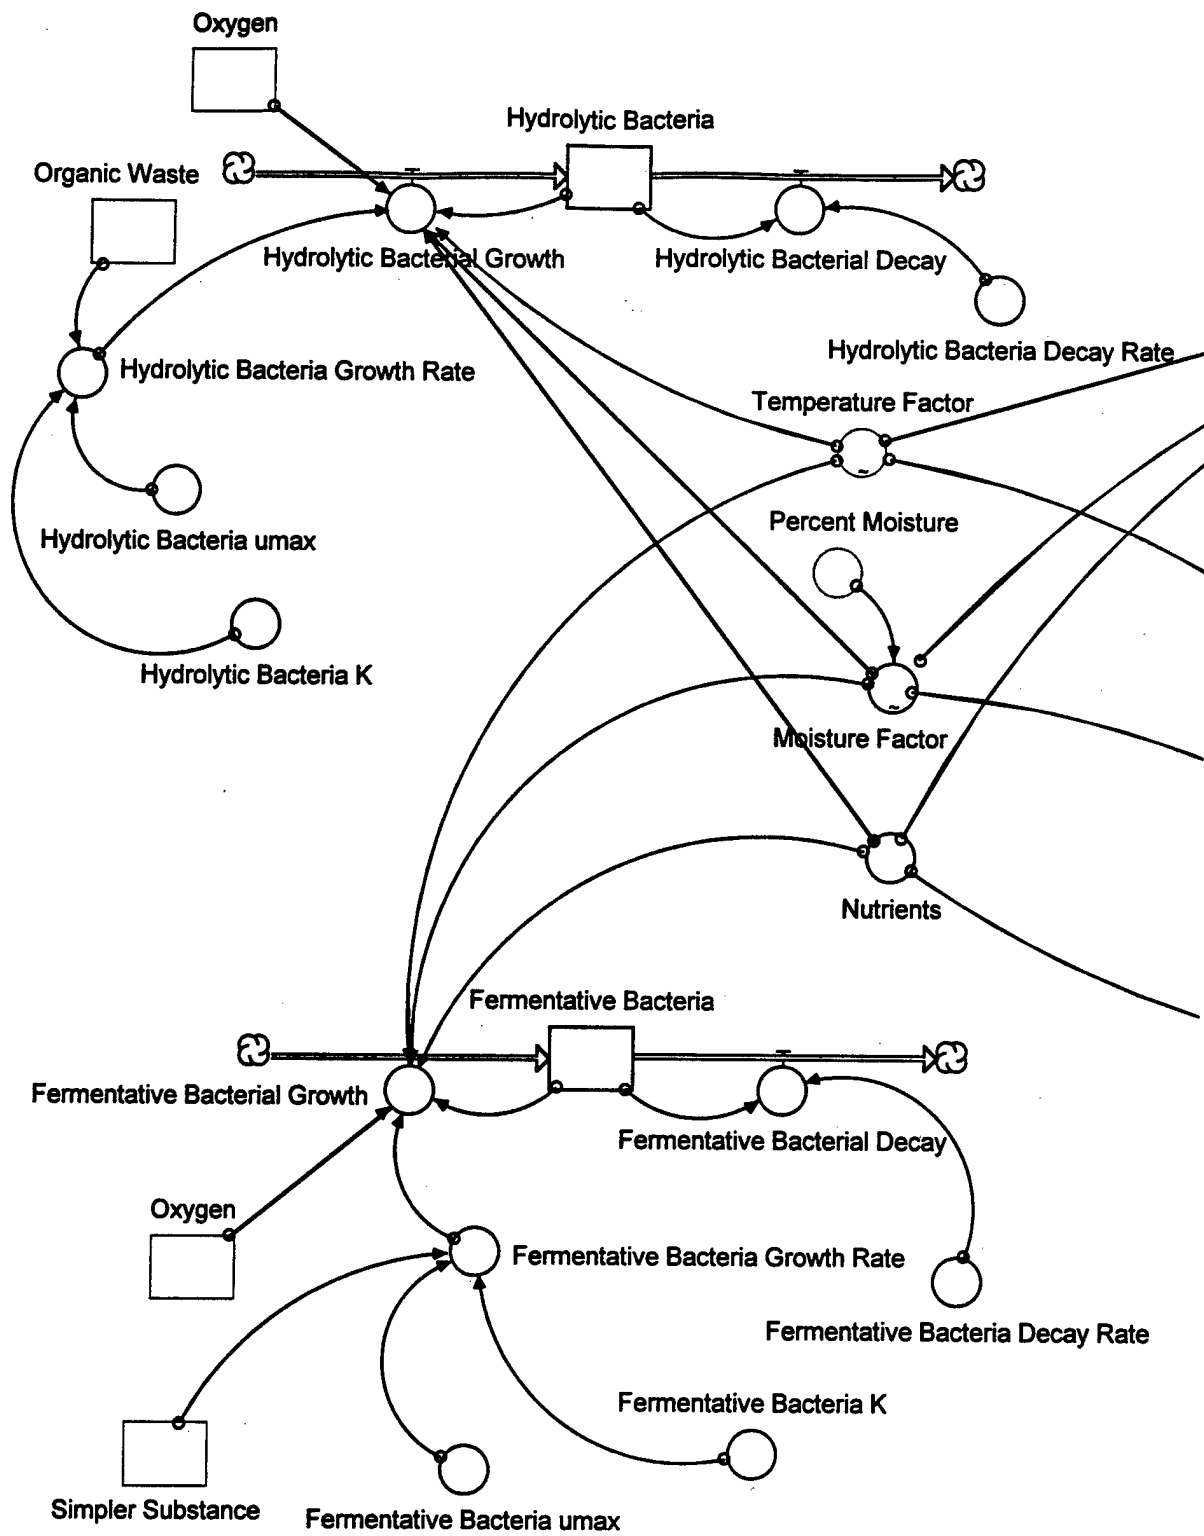 Oxygen
Hydrolytic Bacteria
Organic Waste
Hydrolytic Bacterial Growth
Hydrolytic Bacterial Decay
Hydrolytic Bacteria Decay Rate
Hydrolytic Bacteria Growth Rate
Temperature Factor
~
Percent Moisture
Hydrolytic Bacteria umax
Hydrolytic Bacteria K
~
Moisture Factor
Nutrients
Fermentative Bacteria
Fermentative Bacterial Growth
Fermentative Bacterial Decay
Oxygen
Fermentative Bacteria Growth Rate
Fermentative Bacteria Decay Rate
Fermentative Bacteria K
Simpler Substance
Fermentative Bacteria umax